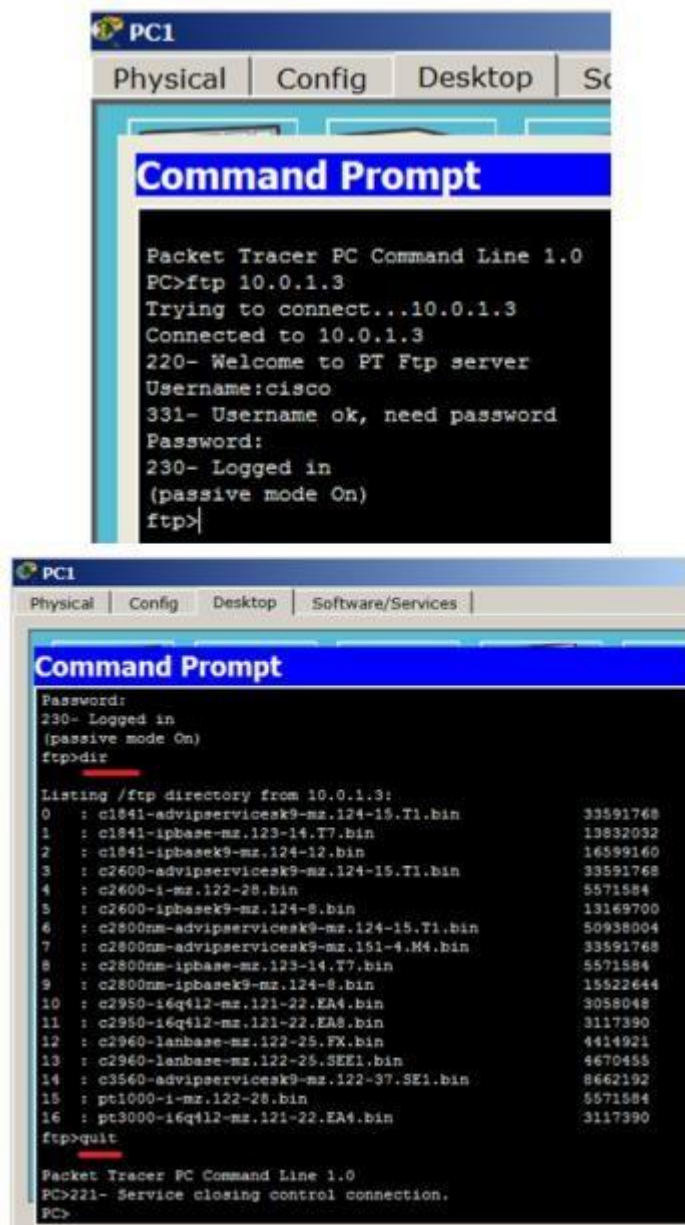 PC1
Physical Config Desktop So
Command Prompt
Packet Tracer PC Command Line 1.0
PC>ftp 10.0.1.3
Trying to connect...10.0.1.3
Connected to 10.0.1.3
220- Welcome to PT Ftp server
Username:cisco
331- Username ok, need password
Password:
230- Logged in
(passive mode On)
ftp>
PC1
Physical Config Desktop Software/Services
Command Prompt
Password:
230- Logged in
(passive mode On)
ftp>dir
Listing /ftp directory from 10.0.1.3:
0 : c1841-advipservicesk9-mz.124-15.T1.bin 33591768
1 : c1841-ipbase-mz.123-14.T7.bin 13832032
2 : c1841-ipbasek9-mz.124-12.bin 16599160
3 : c2600-advipservicesk9-mz.124-15.T1.bin 33591768
4 : c2600-i-mz.122-28.bin 5571584
5 : c2600-ipbasek9-mz.124-8.bin 13169700
6 : c2800nm-advipservicesk9-mz.124-15.T1.bin 50938004
7 : c2800nm-advipservicesk9-mz.151-4.M4.bin 33591768
8 : c2800nm-ipbase-mz.123-14.T7.bin 5571584
9 : c2800nm-ipbasek9-mz.124-8.bin 15522644
10 : c2950-i6q4l2-mz.121-22.EA4.bin 3058048
11 : c2950-i6q4l2-mz.121-22.EA8.bin 3117390
12 : c2960-lanbase-mz.122-25.FX.bin 4414921
13 : c2960-lanbase-mz.122-25.SEE1.bin 4670455
14 : c3560-advipservicesk9-mz.122-37.SE1.bin 8662192
15 : pt1000-i-mz.122-28.bin 5571584
16 : pt3000-i6q4l2-mz.121-22.EA4.bin 3117390
ftp>quit
Packet Tracer PC Command Line 1.0
PC>221- Service closing control connection.
PC>